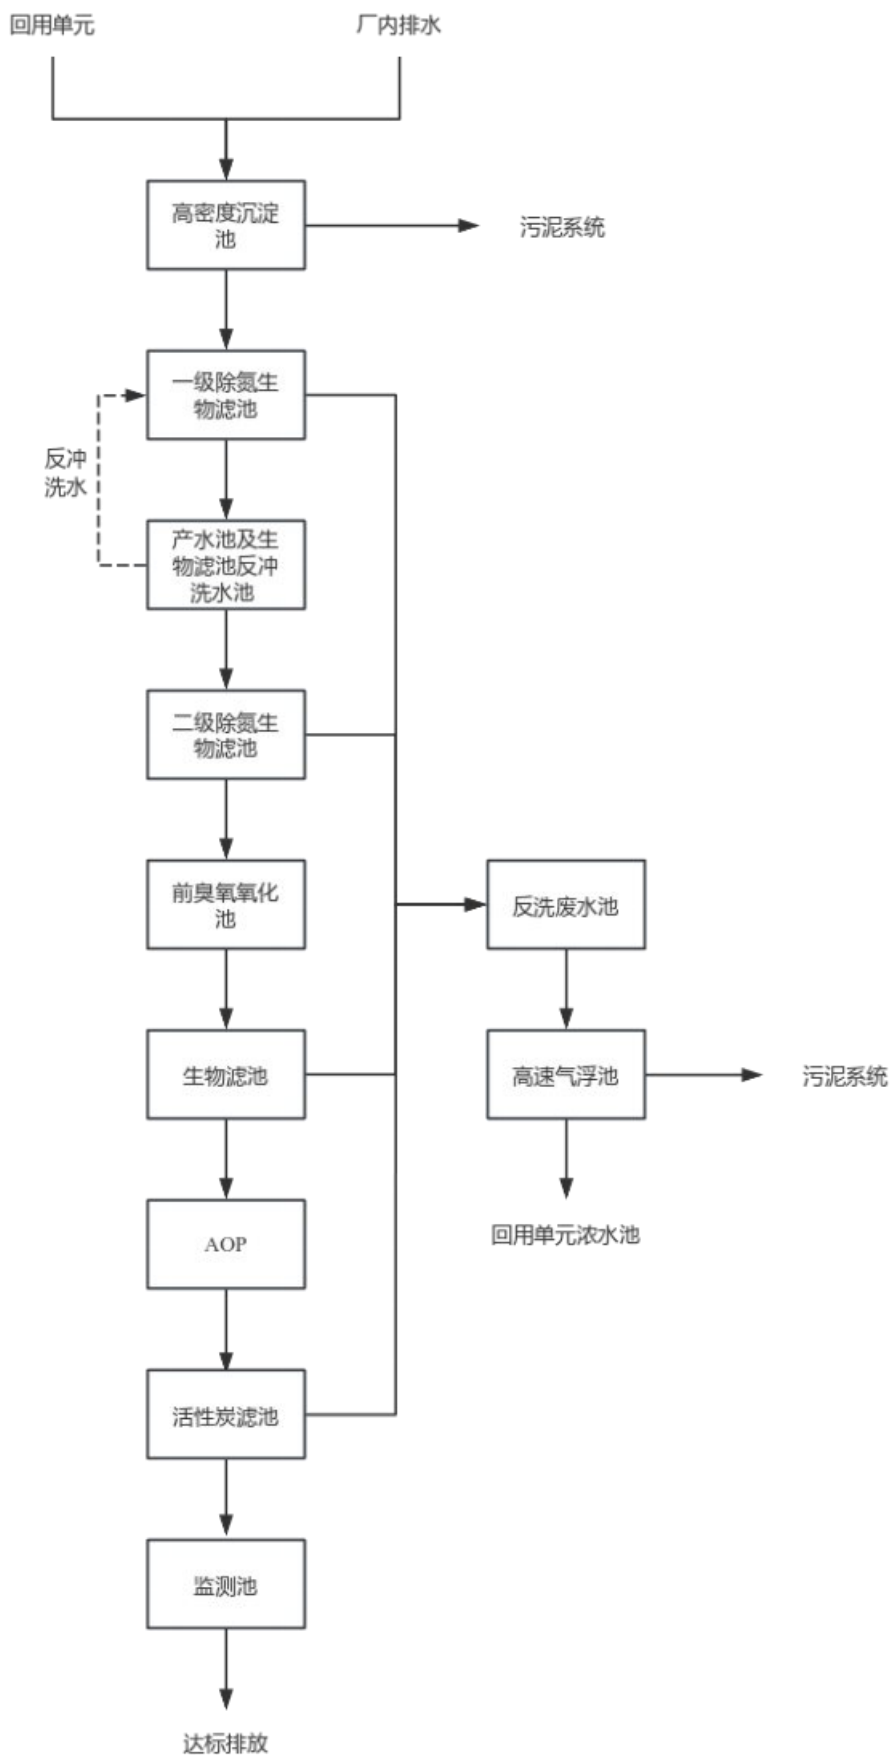 回用单元
厂内排水
高密度沉淀
池
污泥系统
一级除氮生
物滤池
反冲
洗水
产水池及生
物滤池反冲
洗水池
二级除氮生
物滤池
前臭氧氧化
池
反洗废水池
生物滤池
高速气浮池
污泥系统
AOP
回用单元浓水池
活性炭滤池
监测池
达标排放